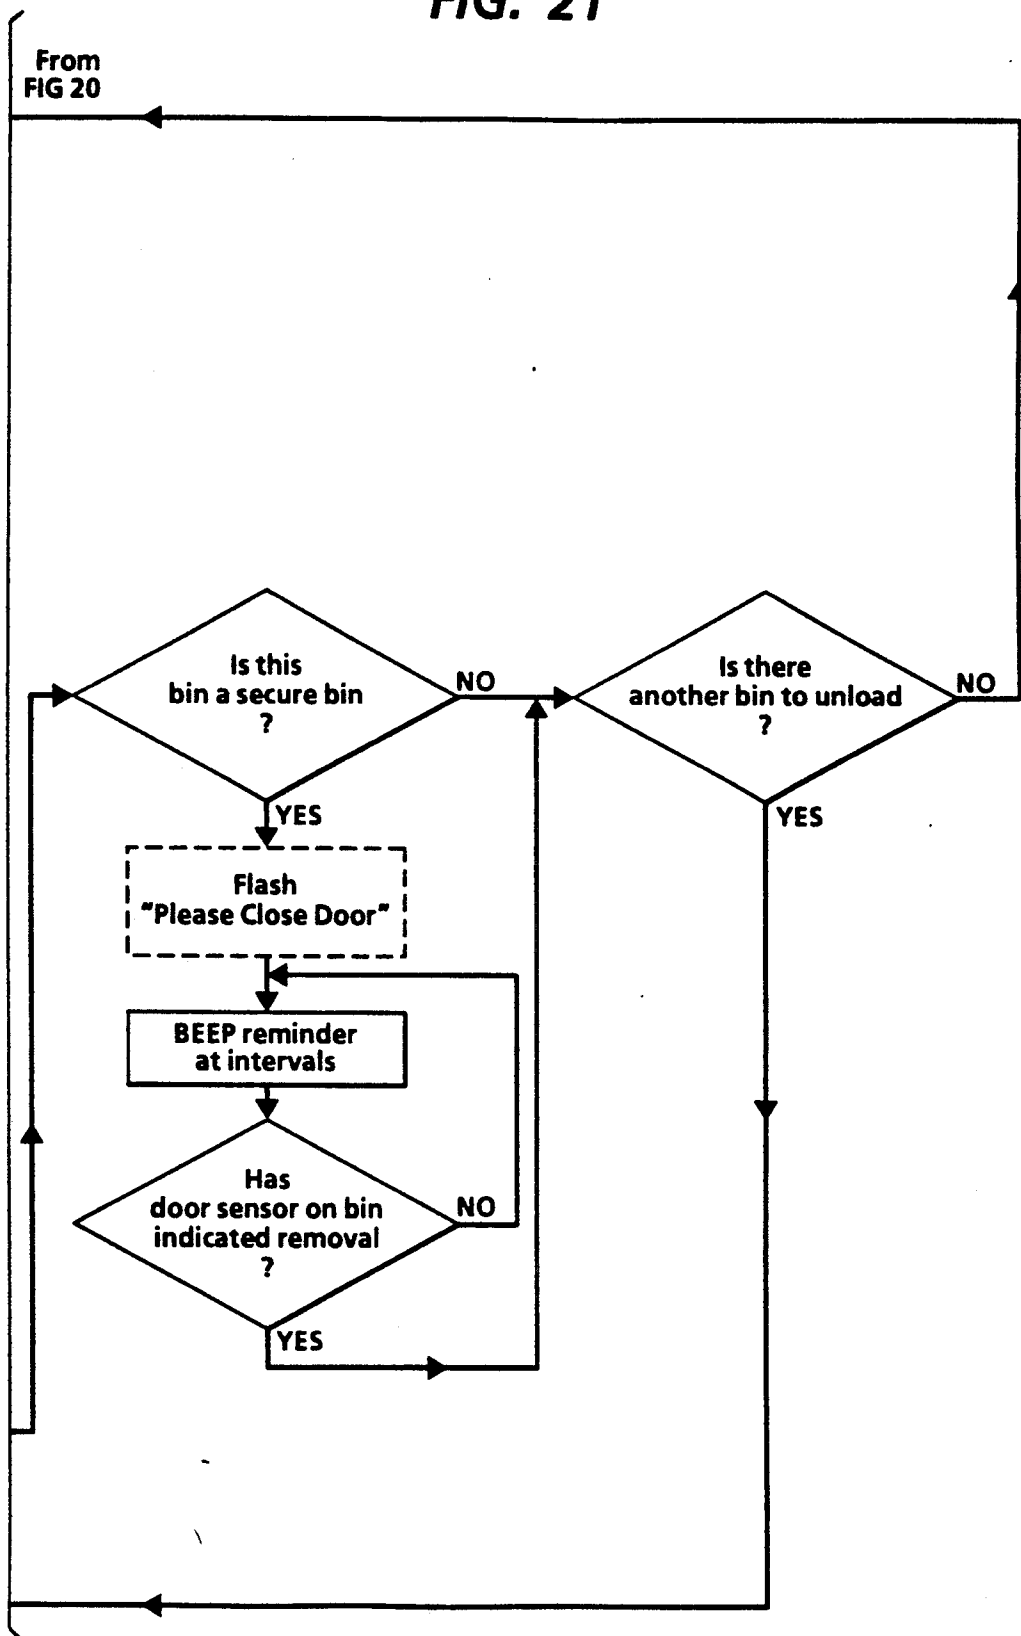 FIG. 21
From
FIG 20
Is this
bin a secure bin
?
NO
YES
Is there
another bin to unload
?
NO
YES
Flash
"Please Close Door"
BEEP reminder
at intervals
Has
door sensor on bin
indicated removal
?
NO
YES